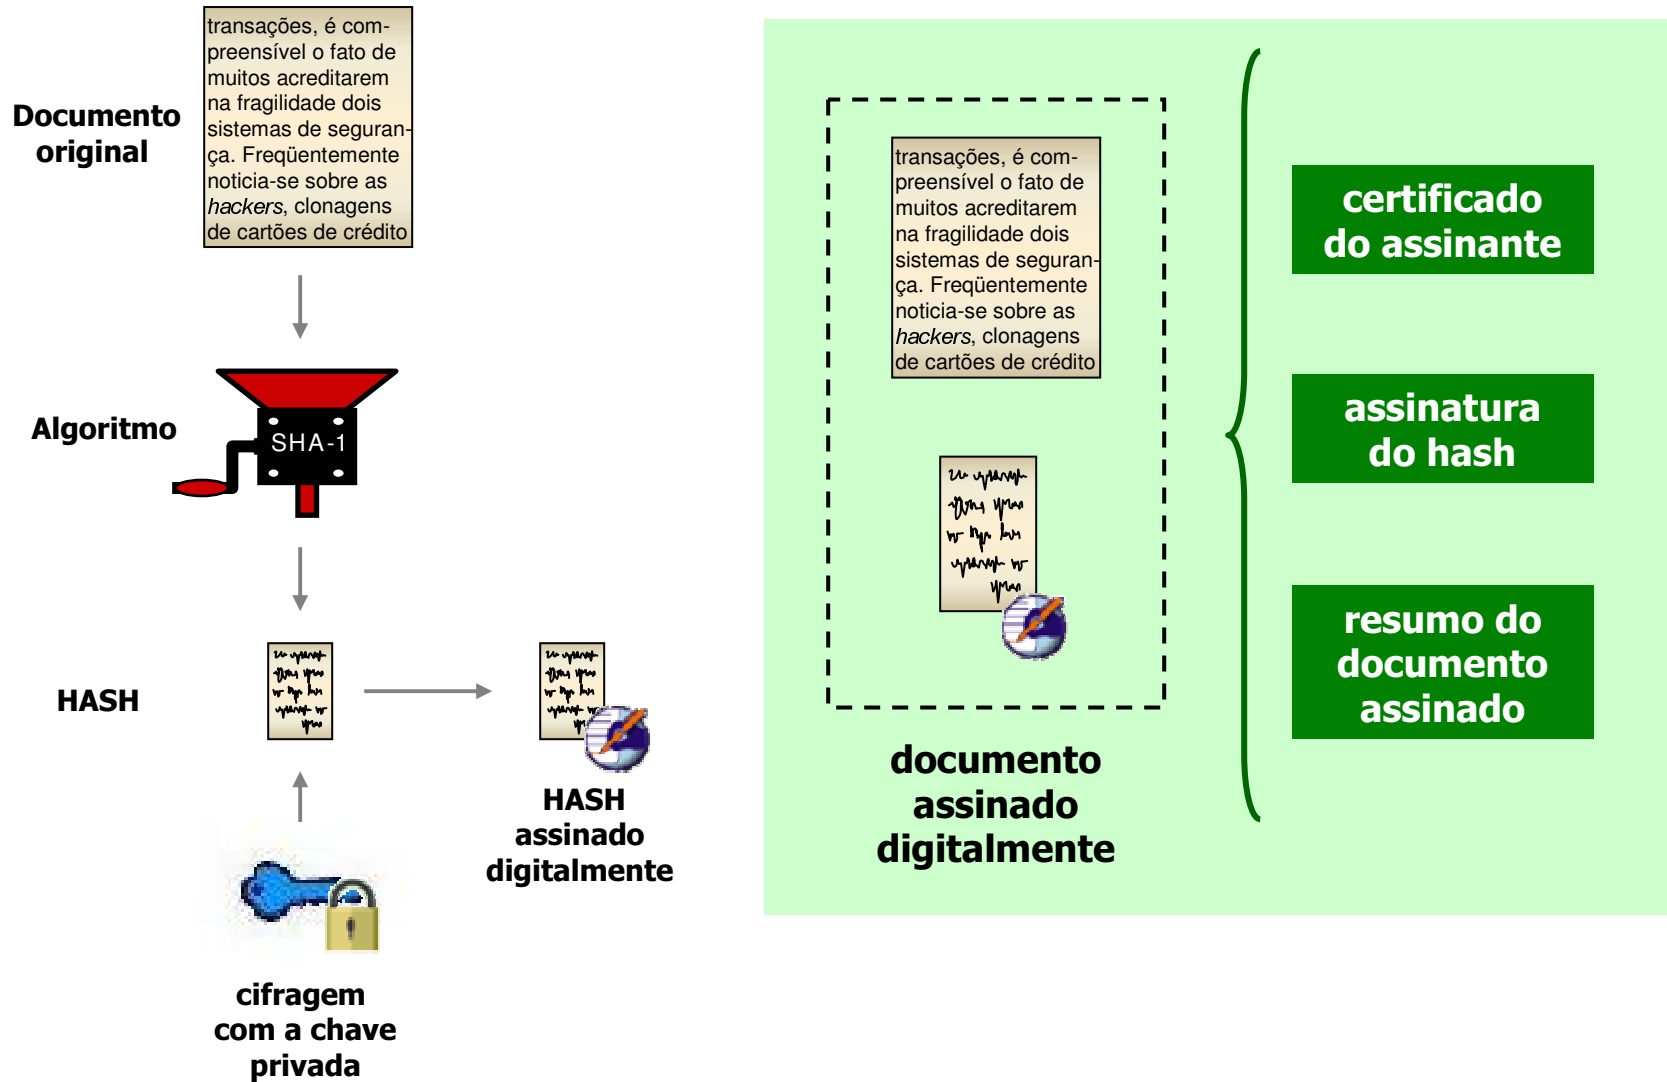 Documento
original
transações, é com-
preensível o fato de
muitos acreditarem
na fragilidade dois
sistemas de seguran-
ça. Freqüentemente
noticia-se sobre as
hackers, clonagens
de cartões de crédito
Algoritmo
SHA-1
HASH
HASH
assinado
digitalmente
cifragem
com a chave
privada
transações, é com-
preensível o fato de
muitos acreditarem
na fragilidade dois
sistemas de seguran-
ça. Freqüentemente
noticia-se sobre as
hackers, clonagens
de cartões de crédito
documento
assinado
digitalmente
certificado
do assinante
assinatura
do hash
resumo do
documento
assinado